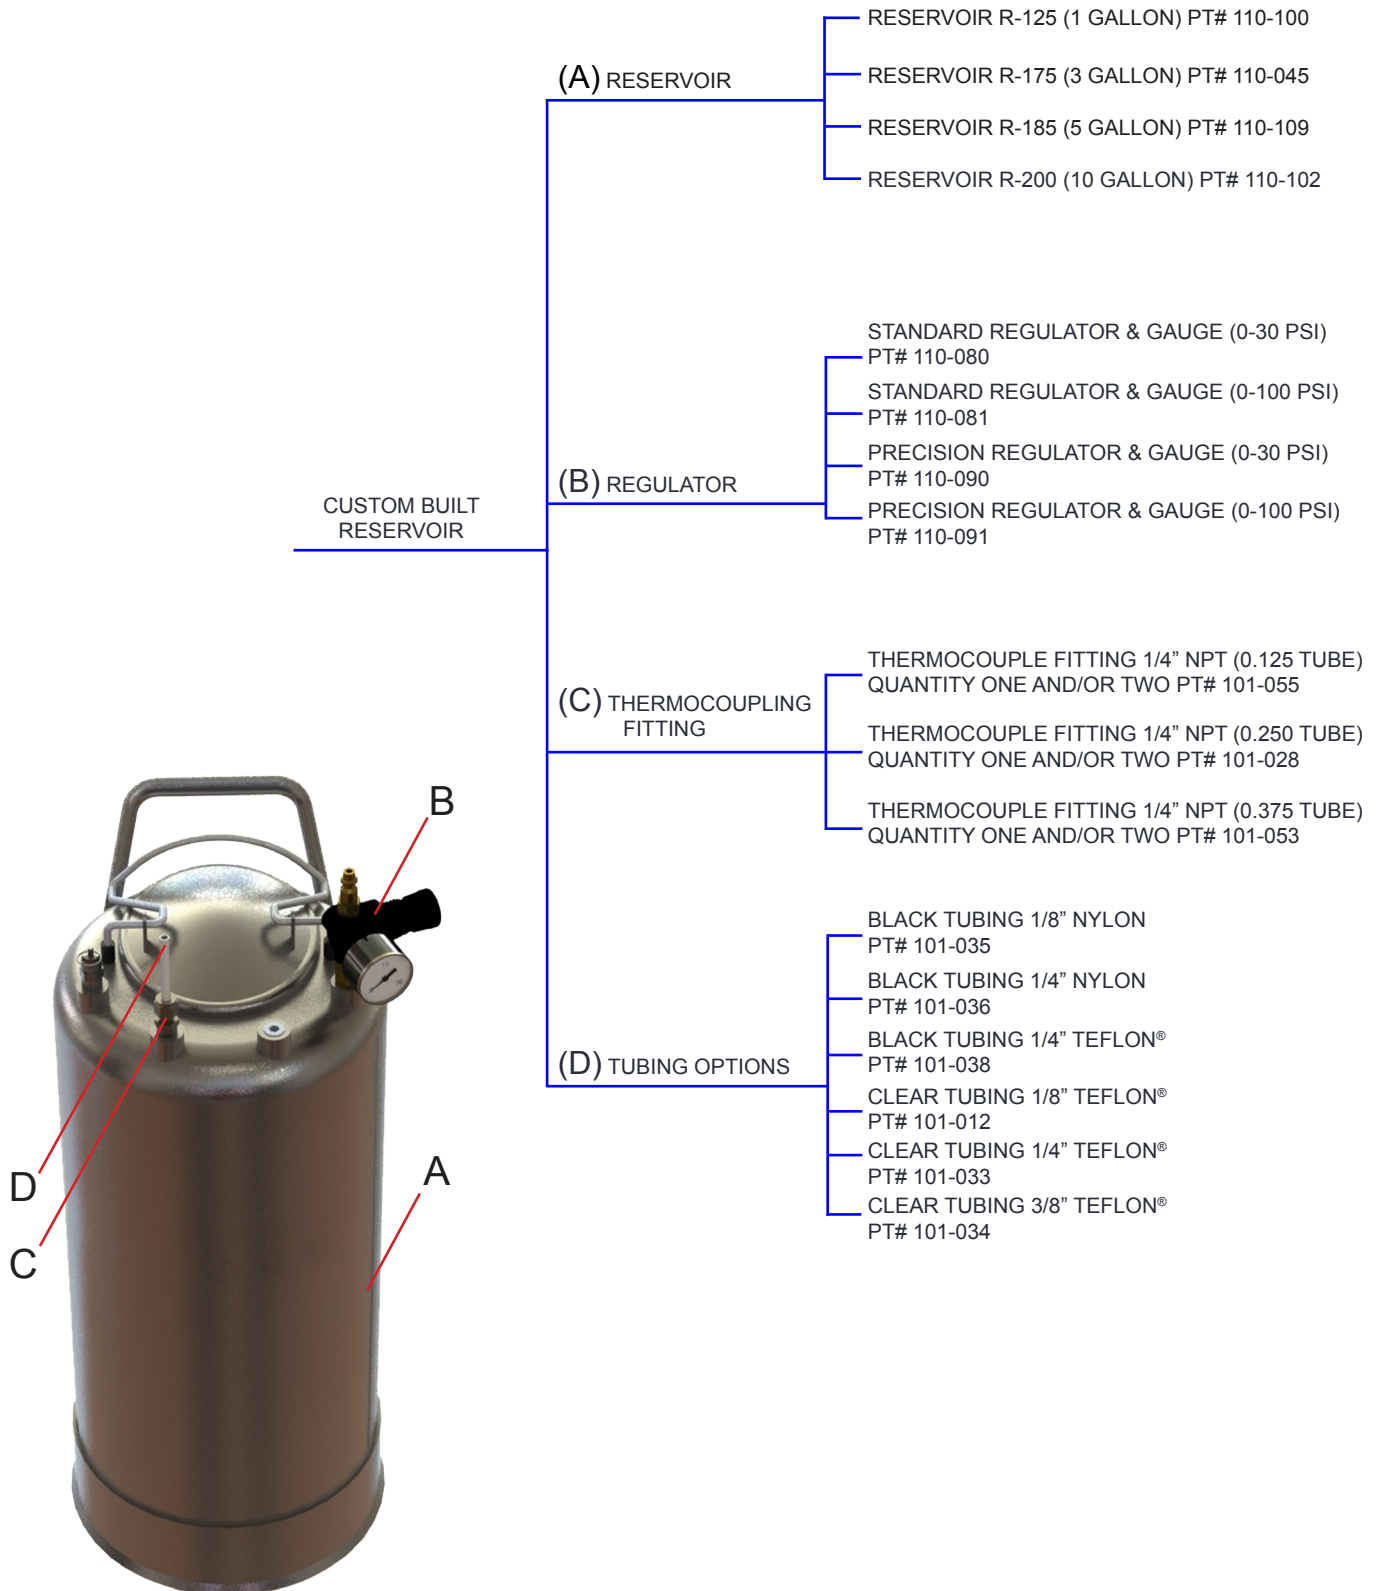 RESERVOIR R-125 (1 GALLON) PT# 110-100
(A) RESERVOIR
RESERVOIR R-175 (3 GALLON) PT# 110-045
RESERVOIR R-185 (5 GALLON) PT# 110-109
RESERVOIR R-200 (10 GALLON) PT# 110-102
STANDARD REGULATOR & GAUGE (0-30 PSI)
PT# 110-080
STANDARD REGULATOR & GAUGE (0-100 PSI)
PT# 110-081
PRECISION REGULATOR & GAUGE (0-30 PSI)
PT# 110-090
PRECISION REGULATOR & GAUGE (0-100 PSI)
PT# 110-091
(B) REGULATOR
CUSTOM BUILT
RESERVOIR
THERMOCOUPLE FITTING 1/4” NPT (0.125 TUBE)
QUANTITY ONE AND/OR TWO PT# 101-055
(C) THERMOCOUPLING
FITTING
THERMOCOUPLE FITTING 1/4” NPT (0.250 TUBE)
QUANTITY ONE AND/OR TWO PT# 101-028
THERMOCOUPLE FITTING 1/4” NPT (0.375 TUBE)
QUANTITY ONE AND/OR TWO PT# 101-053
BLACK TUBING 1/8” NYLON
PT# 101-035
BLACK TUBING 1/4” NYLON
PT# 101-036
BLACK TUBING 1/4” TEFLON®
PT# 101-038
(D) TUBING OPTIONS
CLEAR TUBING 1/8” TEFLON®
PT# 101-012
CLEAR TUBING 1/4” TEFLON®
PT# 101-033
CLEAR TUBING 3/8” TEFLON®
PT# 101-034
B
D
A
C